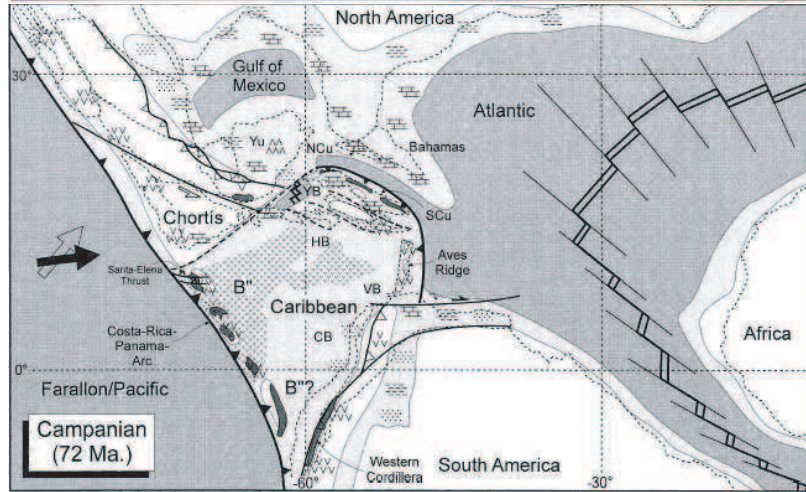 North America
30°
Gulf of
Mexico
Atlantic
Yu
NCu
Bahamas
YB
Chortis
SCu
HB
Aves
Ridge
Santa-Elena
Thrust
B"
VB
Caribbean
Costa-Rica-
Panama-
Arc
CB
Africa
0°
Farallon/Pacific
B"?
Campanian
(72 Ma.)
Western
Cordillera
South America
-60°
-30°